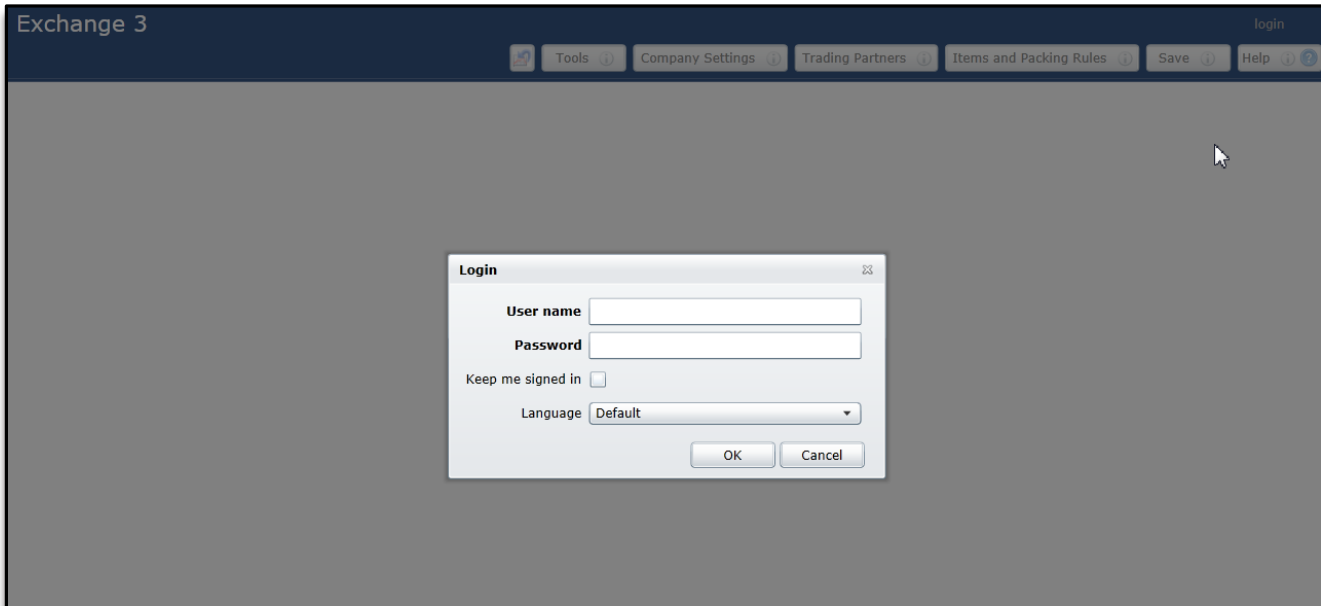 Exchange 3
login
Tools Company Settings Trading Partners Items and Packing Rules Save Help ?
Login
User name
Password
Keep me signed in
Language Default
OK Cancel